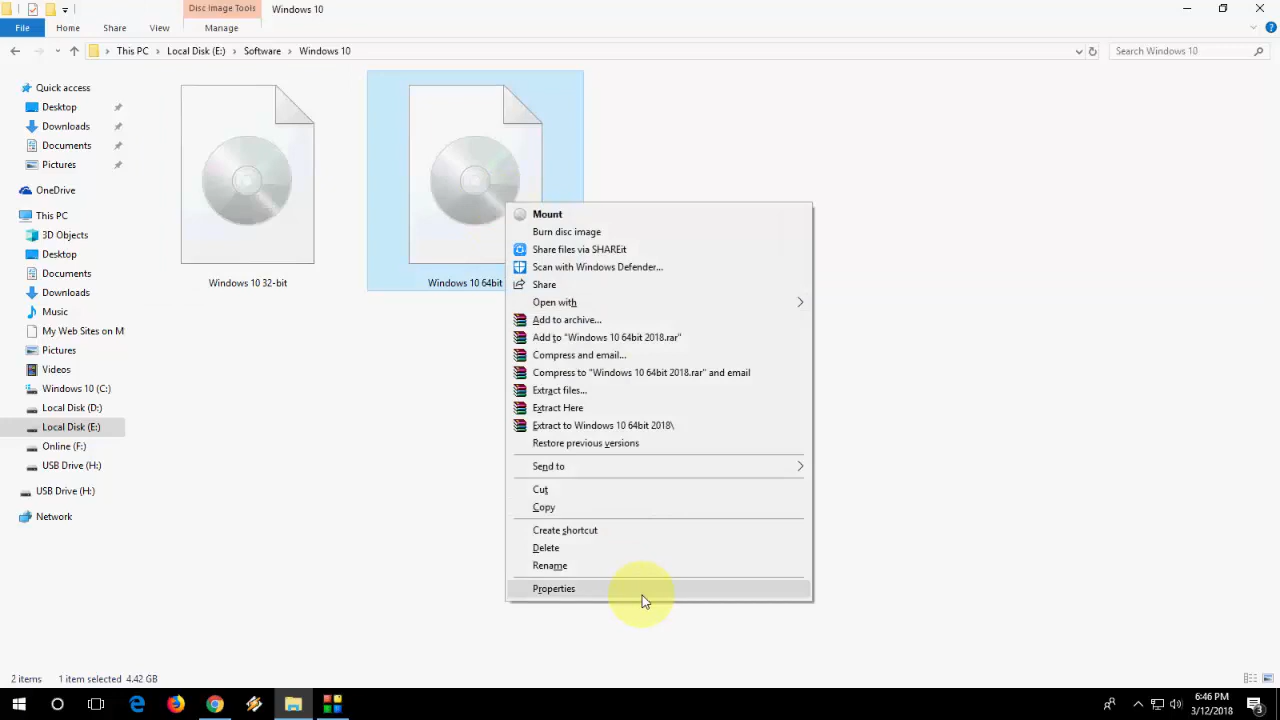 Disc Image Tools
Windows 10
File
Home
Share
View
Manage
This PC
Local Disk (E:)
Software
Windows 10
Search Windows 10
Quick access
Desktop
Downloads
Documents
Pictures
OneDrive
This PC
3D Objects
Desktop
Documents
Downloads
Music
My Web Sites on M
Pictures
Videos
Windows 10 (C:)
Local Disk (D:)
Local Disk (E:)
Online (F:)
USB Drive (H:)
USB Drive (H:)
Network
Windows 10 32-bit
Windows 10 64bit
Mount
Burn disc image
Share files via SHAREit
Scan with Windows Defender...
Share
Open with
Add to archive...
Add to "Windows 10 64bit 2018.rar"
Compress and email...
Compress to "Windows 10 64bit 2018.rar" and email
Extract files...
Extract Here
Extract to Windows 10 64bit 2018\
Restore previous versions
Send to
Cut
Copy
Create shortcut
Delete
Rename
Properties
2 items
1 item selected 4.42 GB
6:46 PM
3/12/2018
3